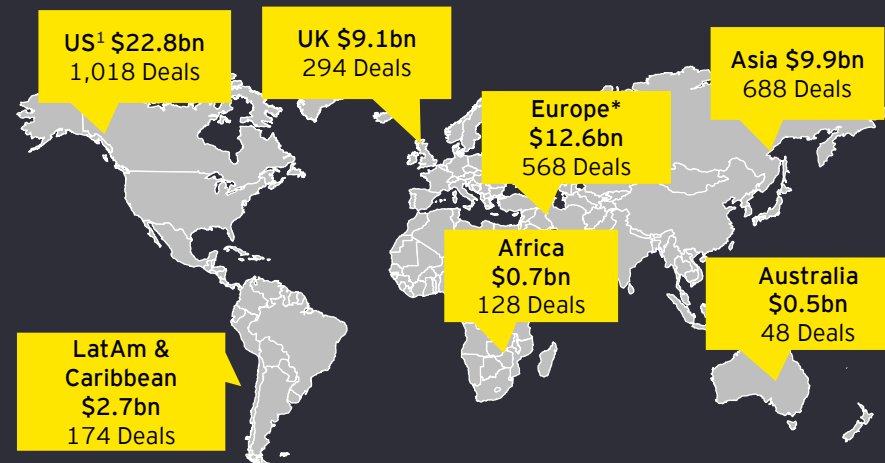 US¹ $22.8bn
1,018 Deals
UK $9.1bn
294 Deals
Asia $9.9bn
688 Deals
Europe*
$12.6bn
568 Deals
Africa
$0.7bn
128 Deals
Australia
$0.5bn
48 Deals
LatAm &
Caribbean
$2.7bn
174 Deals